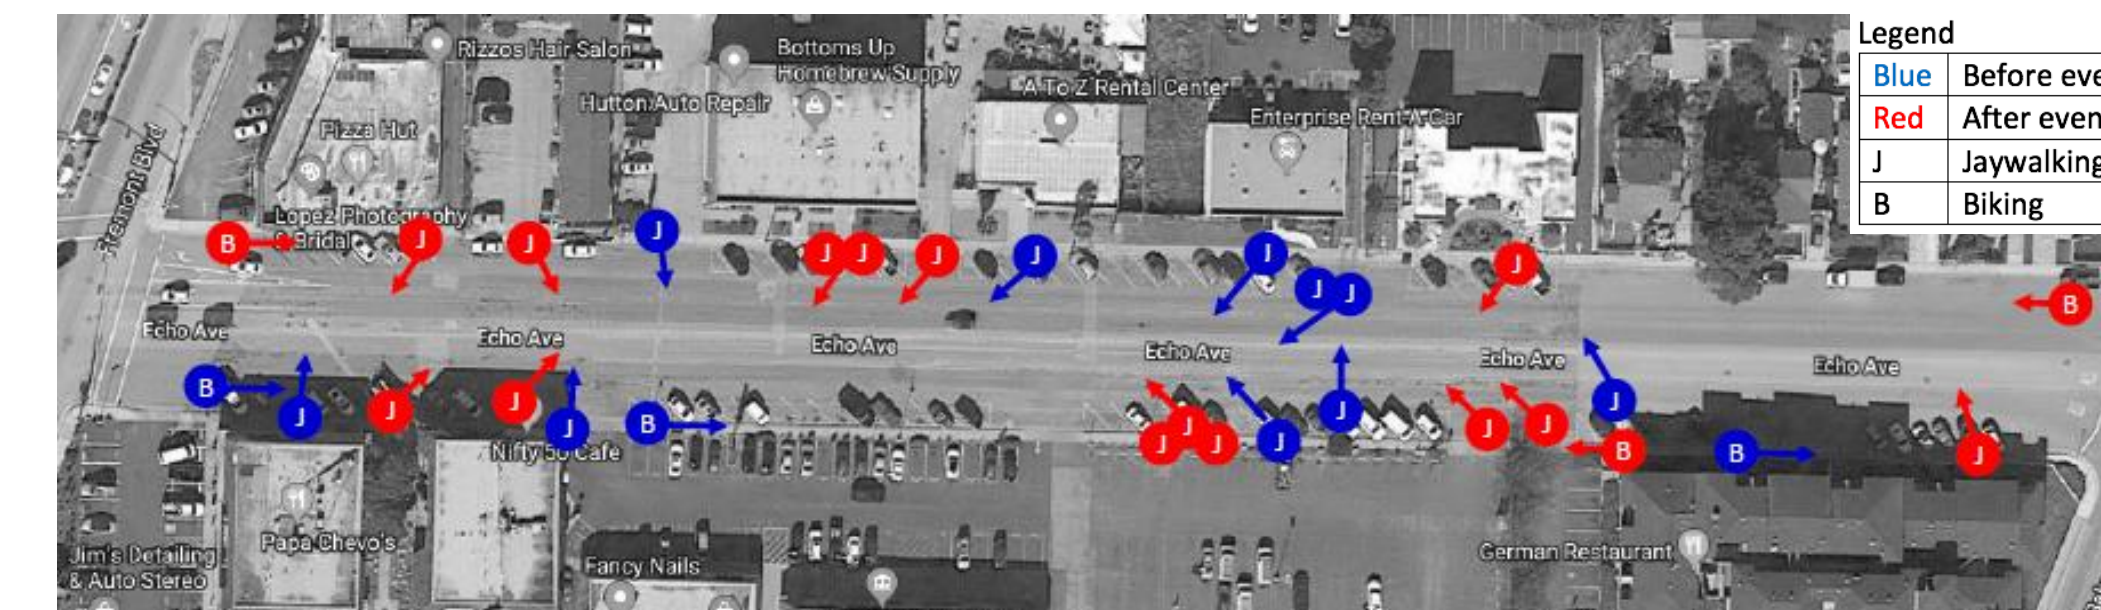 Legend
Blue Before eve
Red After even
J Jaywalking
B Biking
Rizzos Hair Salon
Bottoms Up
Homebrew Supply
Hutton Auto Repair
A To Z Rental Center
Enterprise Rent-A-Car
Pizza Hut
Fremont Blvd
Lopez Photography
& Bridal
J
B
J
J
J
J
J
J
J
J
J
J
B
Echo Ave
Echo Ave
Echo Ave
Echo Ave
Echo Ave
Echo Ave
B
J
J
J
J
B
J
J
J
J
J
J
J
J
B
B
J
J
Nifty 50 Cafe
Papa Chevo's
Jim's Detailing
& Auto Stereo
Fancy Nails
German Restaurant